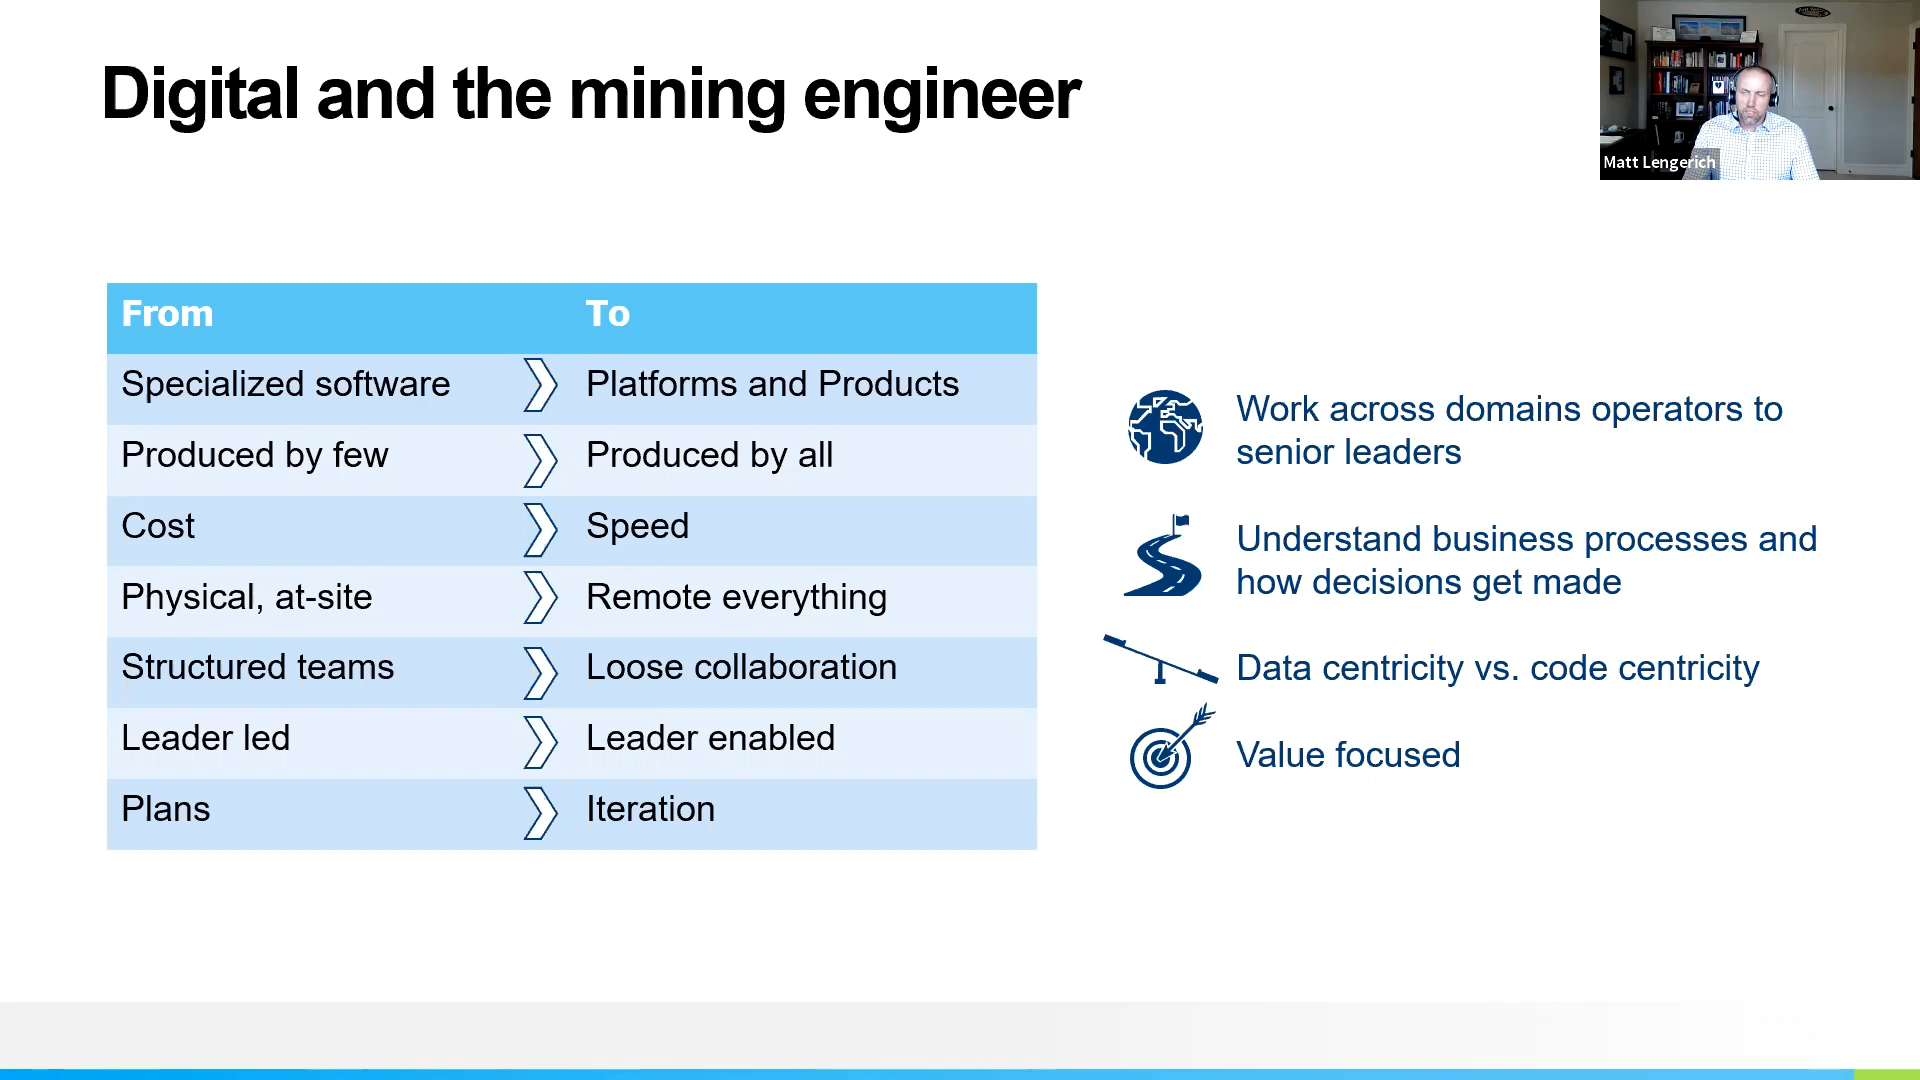 Digital and the mining engineer
Matt Lengerich
From To
Specialized software Platforms and Products
Produced by few Produced by all
Cost Speed
Physical, at-site Remote everything
Structured teams Loose collaboration
Leader led Leader enabled
Plans Iteration
Work across domains operators to
senior leaders
Understand business processes and
how decisions get made
Data centricity vs. code centricity
Value focused